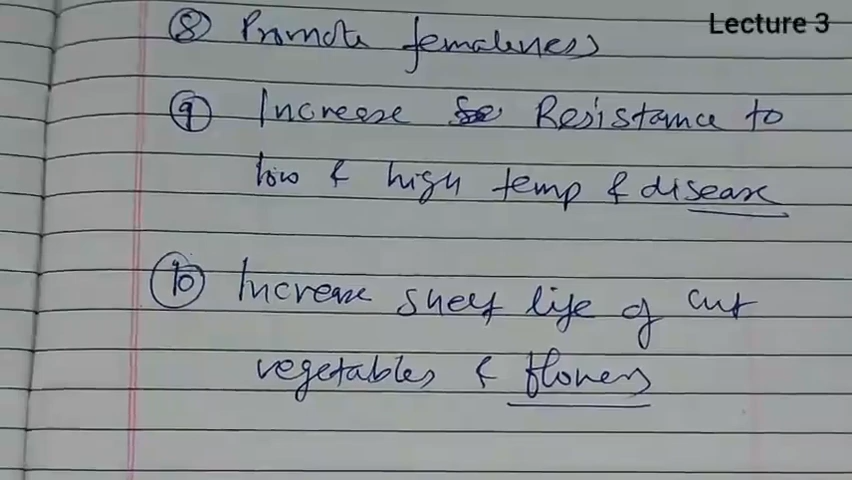 Lecture 3
⑧ Promote femaleness
⑨ Increase Resistance to
low & high temp & disease
⑩ Increase shelf life of cut
vegetables & flowers